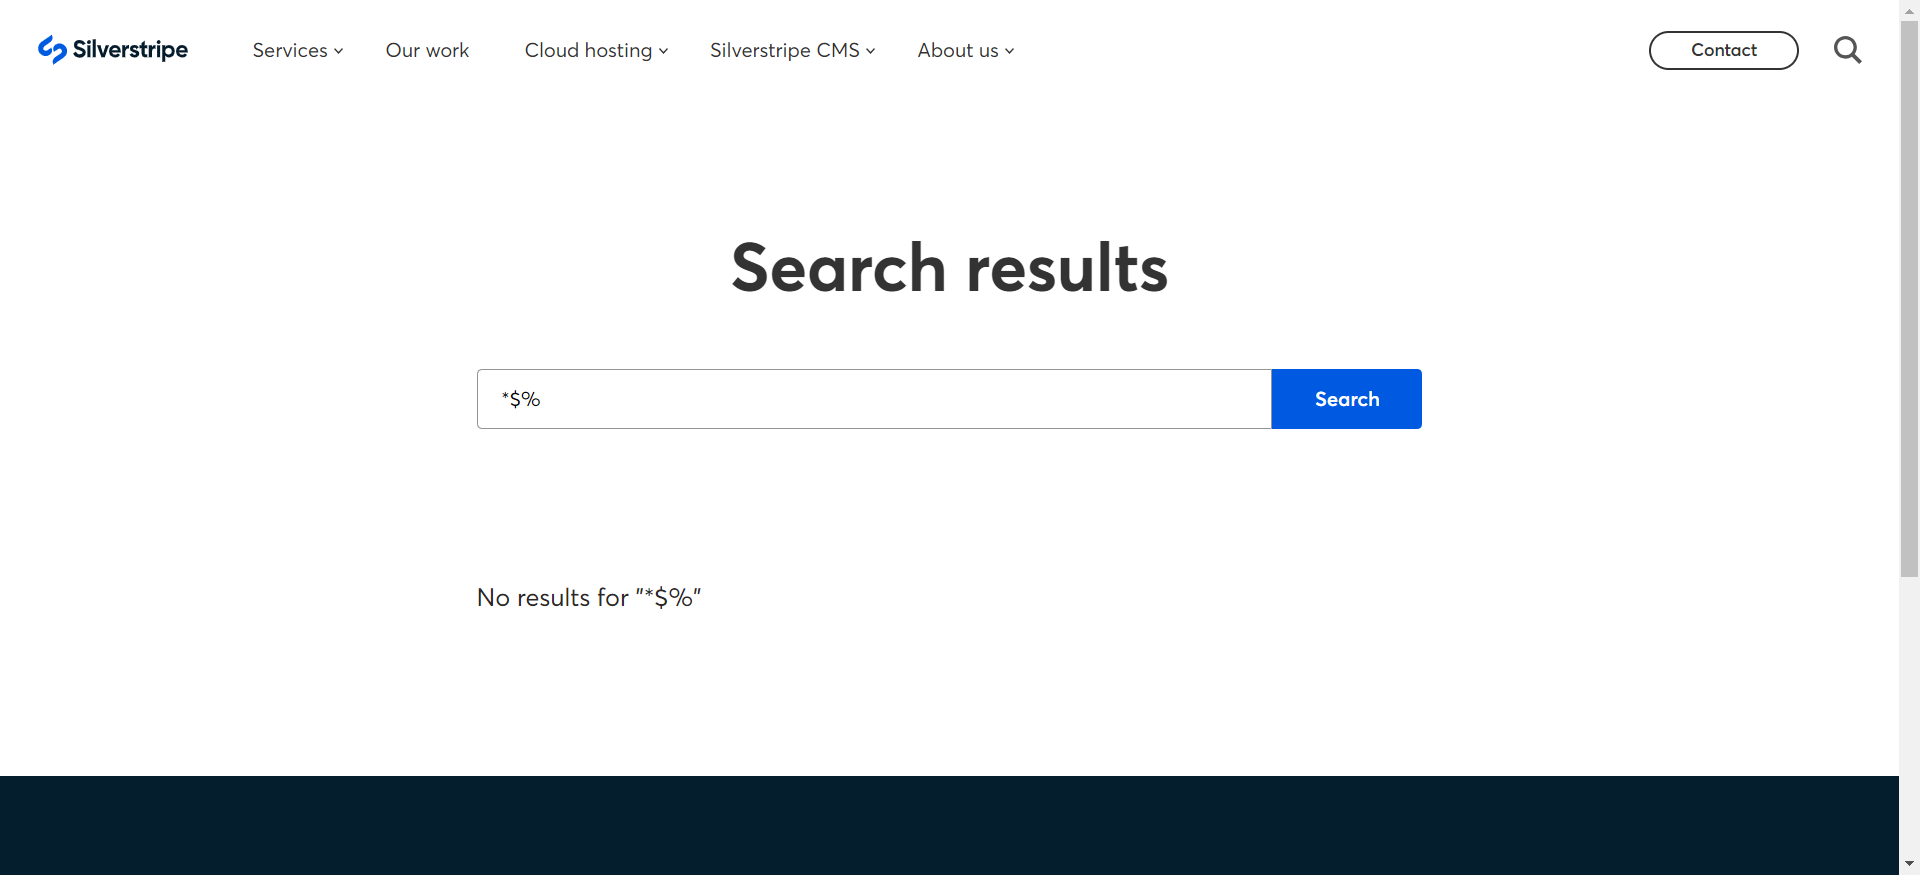 Silverstripe
Services
Our work
Cloud hosting
Silverstripe CMS
About us
Contact
Search results
*$%
Search
No results for "*$%"